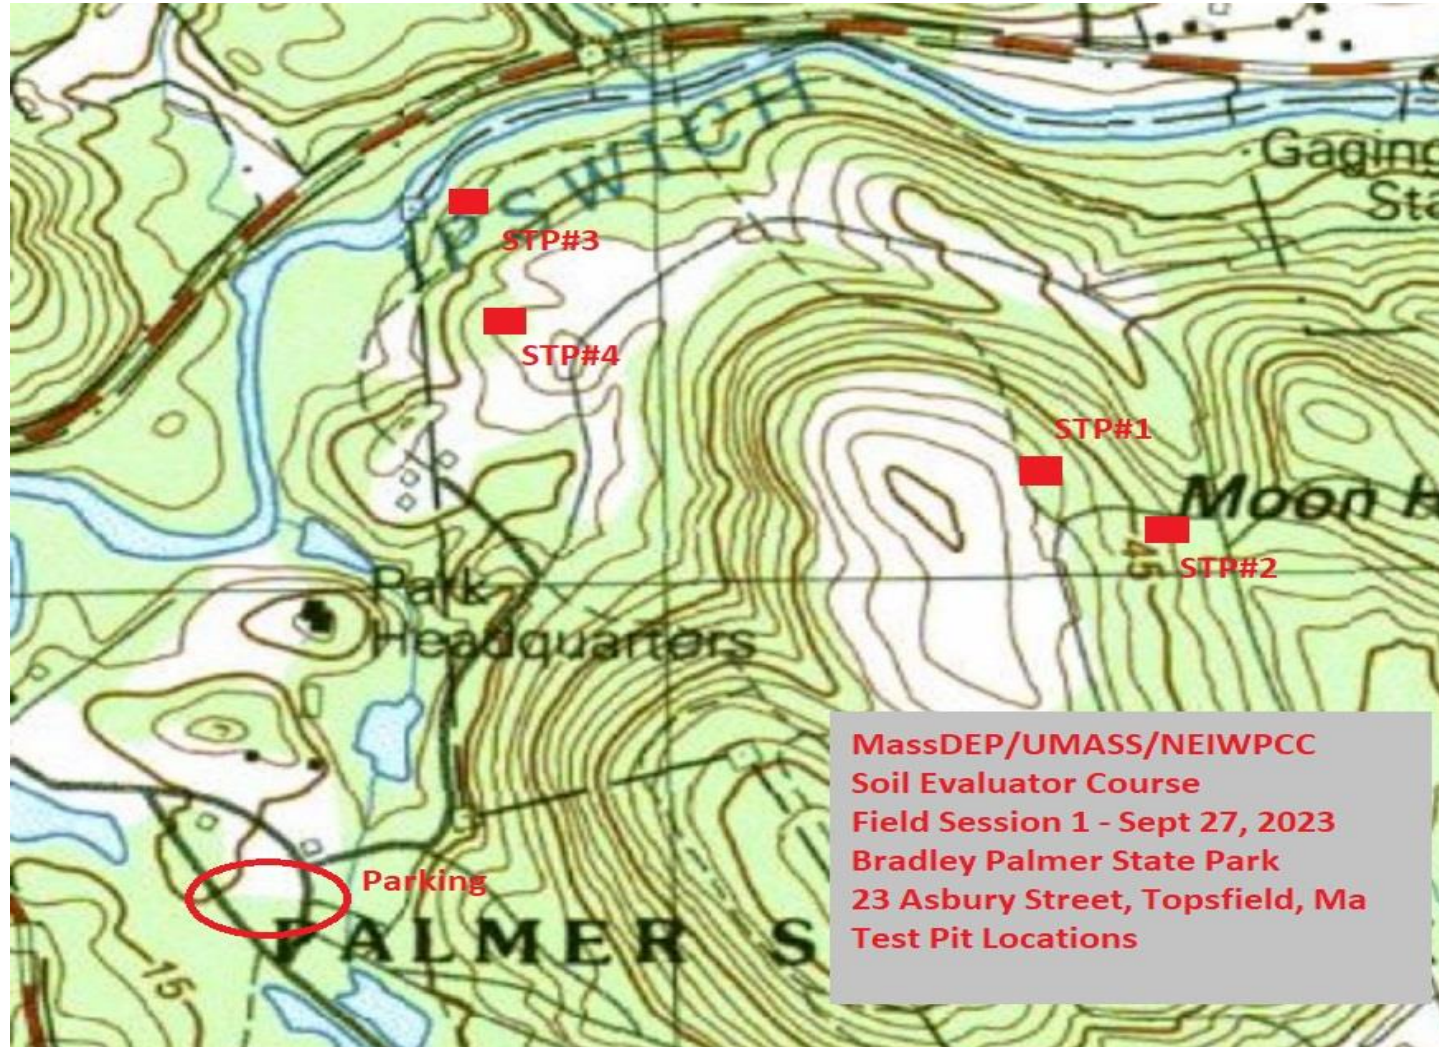 IPSWICH
Gaging
Sta
STP#3
STP#4
STP#1
Moon H
45
STP#2
Park
Headquarters
MassDEP/UMASS/NEIWPCC
Soil Evaluator Course
Field Session 1 - Sept 27, 2023
Bradley Palmer State Park
23 Asbury Street, Topsfield, Ma
Test Pit Locations
Parking
PALMER S
15